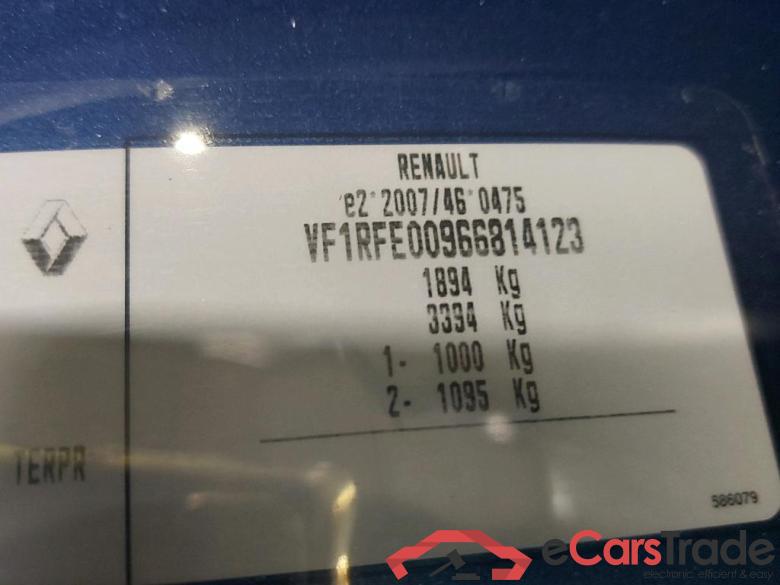 RENAULT
*e2*2007/46*0475
VF1RFE00966814123
1894 Kg
3394 Kg
1- 1000 Kg
2- 1095 Kg
TERPR
586079
eCarsTrade
electronic, efficient & easy